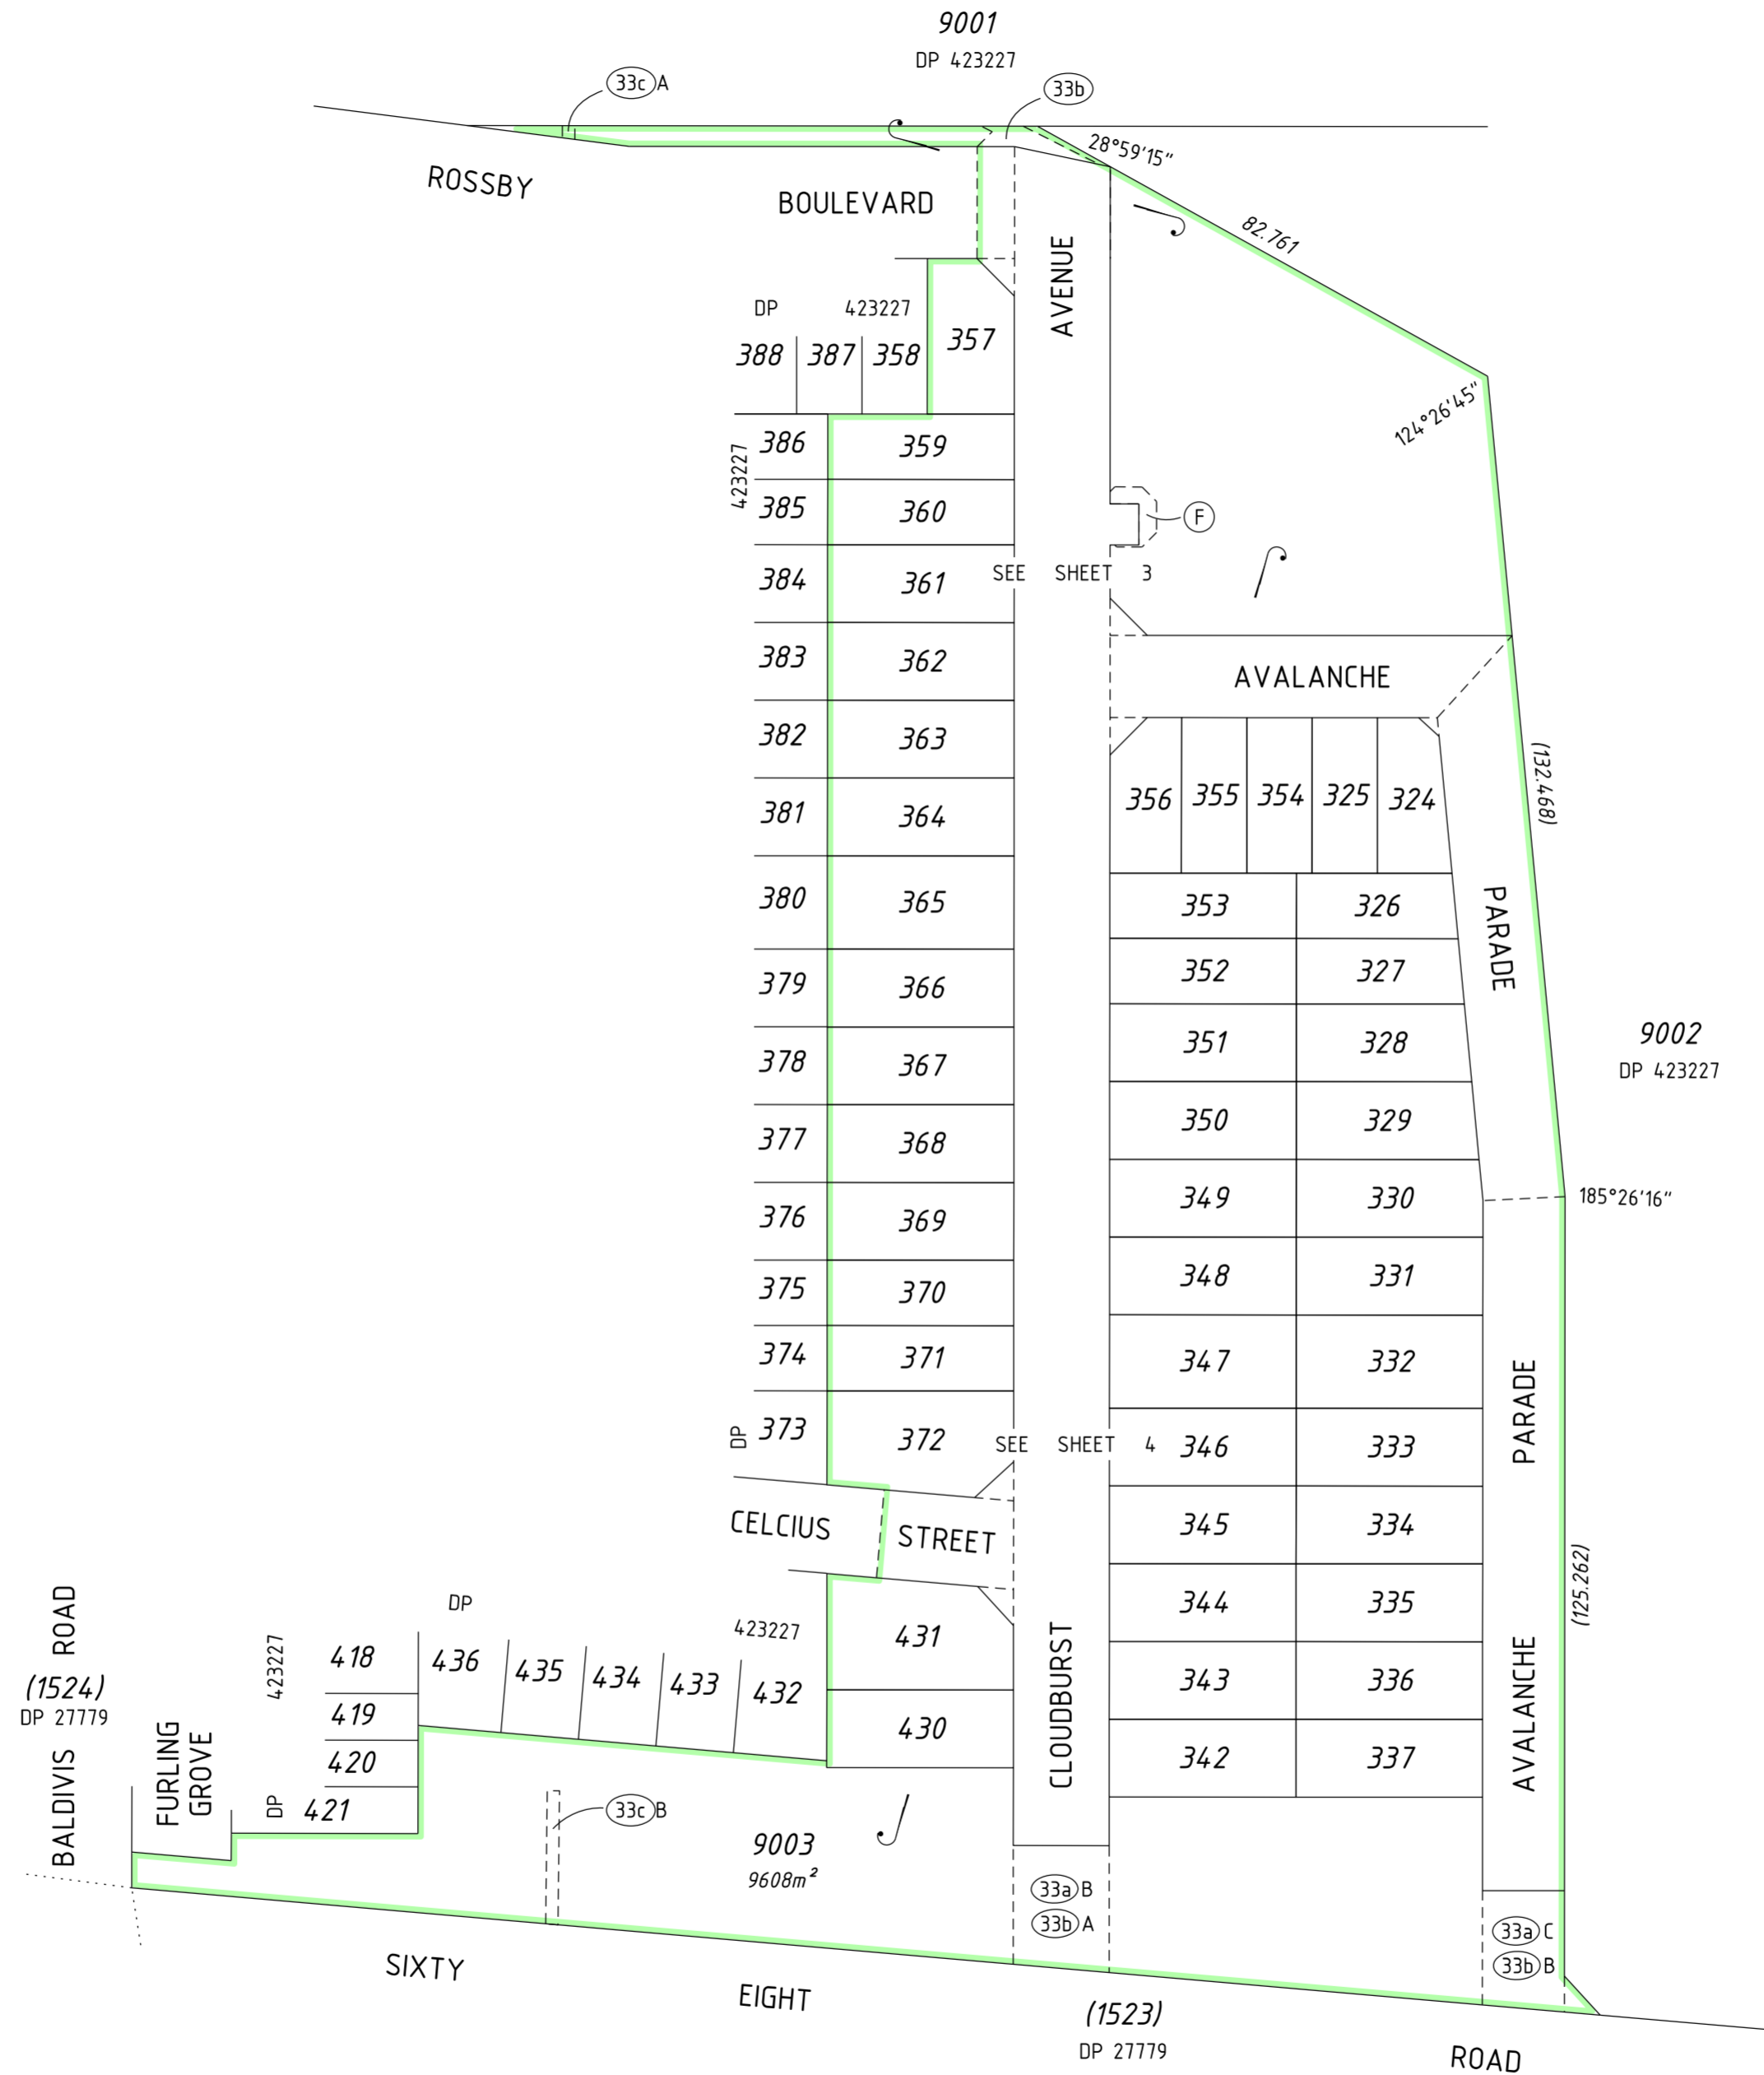 9001
DP 423227
33c A
33b
28°59'15"
ROSSBY
BOULEVARD
82.761
AVENUE
DP 423227
357
388 387 358
124°26'45"
386 359
423227
385 360
F
384 361
SEE SHEET 3
383 362
AVALANCHE
382 363
(132.468)
381 364
356 355 354 325 324
380 365
353 326
PARADE
379 366
352 327
378 367
351 328
9002
DP 423227
377 368
350 329
376 369
349 330
185°26'16"
375 370
348 331
374 371
347 332
PARADE
373 372
DP
SEE SHEET 4
346 333
CELCIUS STREET
345 334
(125.262)
DP
423227
431
344 335
ROAD
423227
418 436 435 434 433 432
CLOUDBURST
343 336
AVALANCHE
(1524)
DP 27779
419
430
342 337
FURLING
GROVE
420
BALDIVIS
DP
421
33c B
9003
9608m²
33a B
33b A
33a C
33b B
SIXTY
EIGHT
(1523)
DP 27779
ROAD